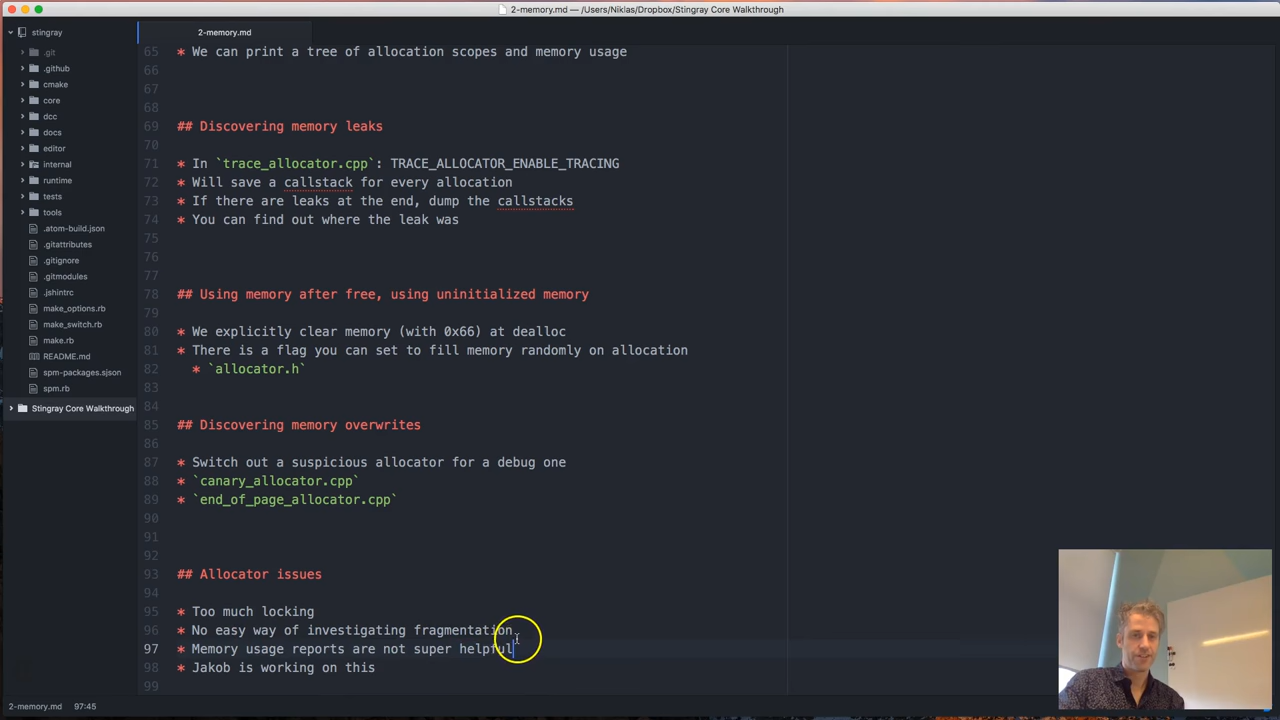 2-memory.md — /Users/Niklas/Dropbox/Stingray Core Walkthrough
stingray
.git
.github
cmake
core
dcc
docs
editor
internal
runtime
tests
tools
.atom-build.json
.gitattributes
.gitignore
.gitmodules
.jshintrc
make_options.rb
make_switch.rb
make.rb
README.md
spm-packages.sjson
spm.rb
Stingray Core Walkthrough
2-memory.md
65 * We can print a tree of allocation scopes and memory usage
66
67
68
69 ## Discovering memory leaks
70
71 * In `trace_allocator.cpp`: TRACE_ALLOCATOR_ENABLE_TRACING
72 * Will save a callstack for every allocation
73 * If there are leaks at the end, dump the callstacks
74 * You can find out where the leak was
75
76
77
78 ## Using memory after free, using uninitialized memory
79
80 * We explicitly clear memory (with 0x66) at dealloc
81 * There is a flag you can set to fill memory randomly on allocation
82 * `allocator.h`
83
84
85 ## Discovering memory overwrites
86
87 * Switch out a suspicious allocator for a debug one
88 * `canary_allocator.cpp`
89 * `end_of_page_allocator.cpp`
90
91
92
93 ## Allocator issues
94
95 * Too much locking
96 * No easy way of investigating fragmentation
97 * Memory usage reports are not super helpful
98 * Jakob is working on this
99
2-memory.md 97:45